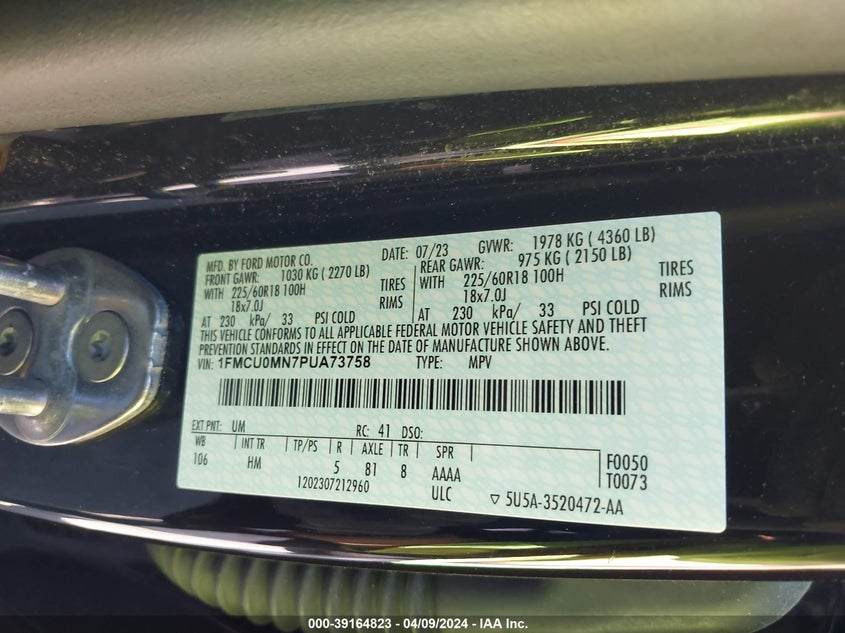 MFD. BY FORD MOTOR CO. DATE: 07/23 GVWR: 1978 KG ( 4360 LB)
FRONT GAWR: 1030 KG ( 2270 LB) REAR GAWR: 975 KG ( 2150 LB)
WITH 225/60R18 100H TIRES WITH 225/60R18 100H TIRES
18x7.0J RIMS 18x7.0J RIMS
AT 230 kPa/ 33 PSI COLD AT 230 kPa/ 33 PSI COLD
THIS VEHICLE CONFORMS TO ALL APPLICABLE FEDERAL MOTOR VEHICLE SAFETY AND THEFT
PREVENTION STANDARDS IN EFFECT ON THE DATE OF MANUFACTURE SHOWN ABOVE.
VIN: 1FMCU0MN7PUA73758 TYPE: MPV
EXT PNT: UM RC: 41 DSO:
WB INT TR TP/PS R AXLE TR SPR F0050
106 HM 5 81 8 AAAA T0073
1202307212960 ULC ▽ 5U5A-3520472-AA
000-39164823 - 04/09/2024 - IAA Inc.